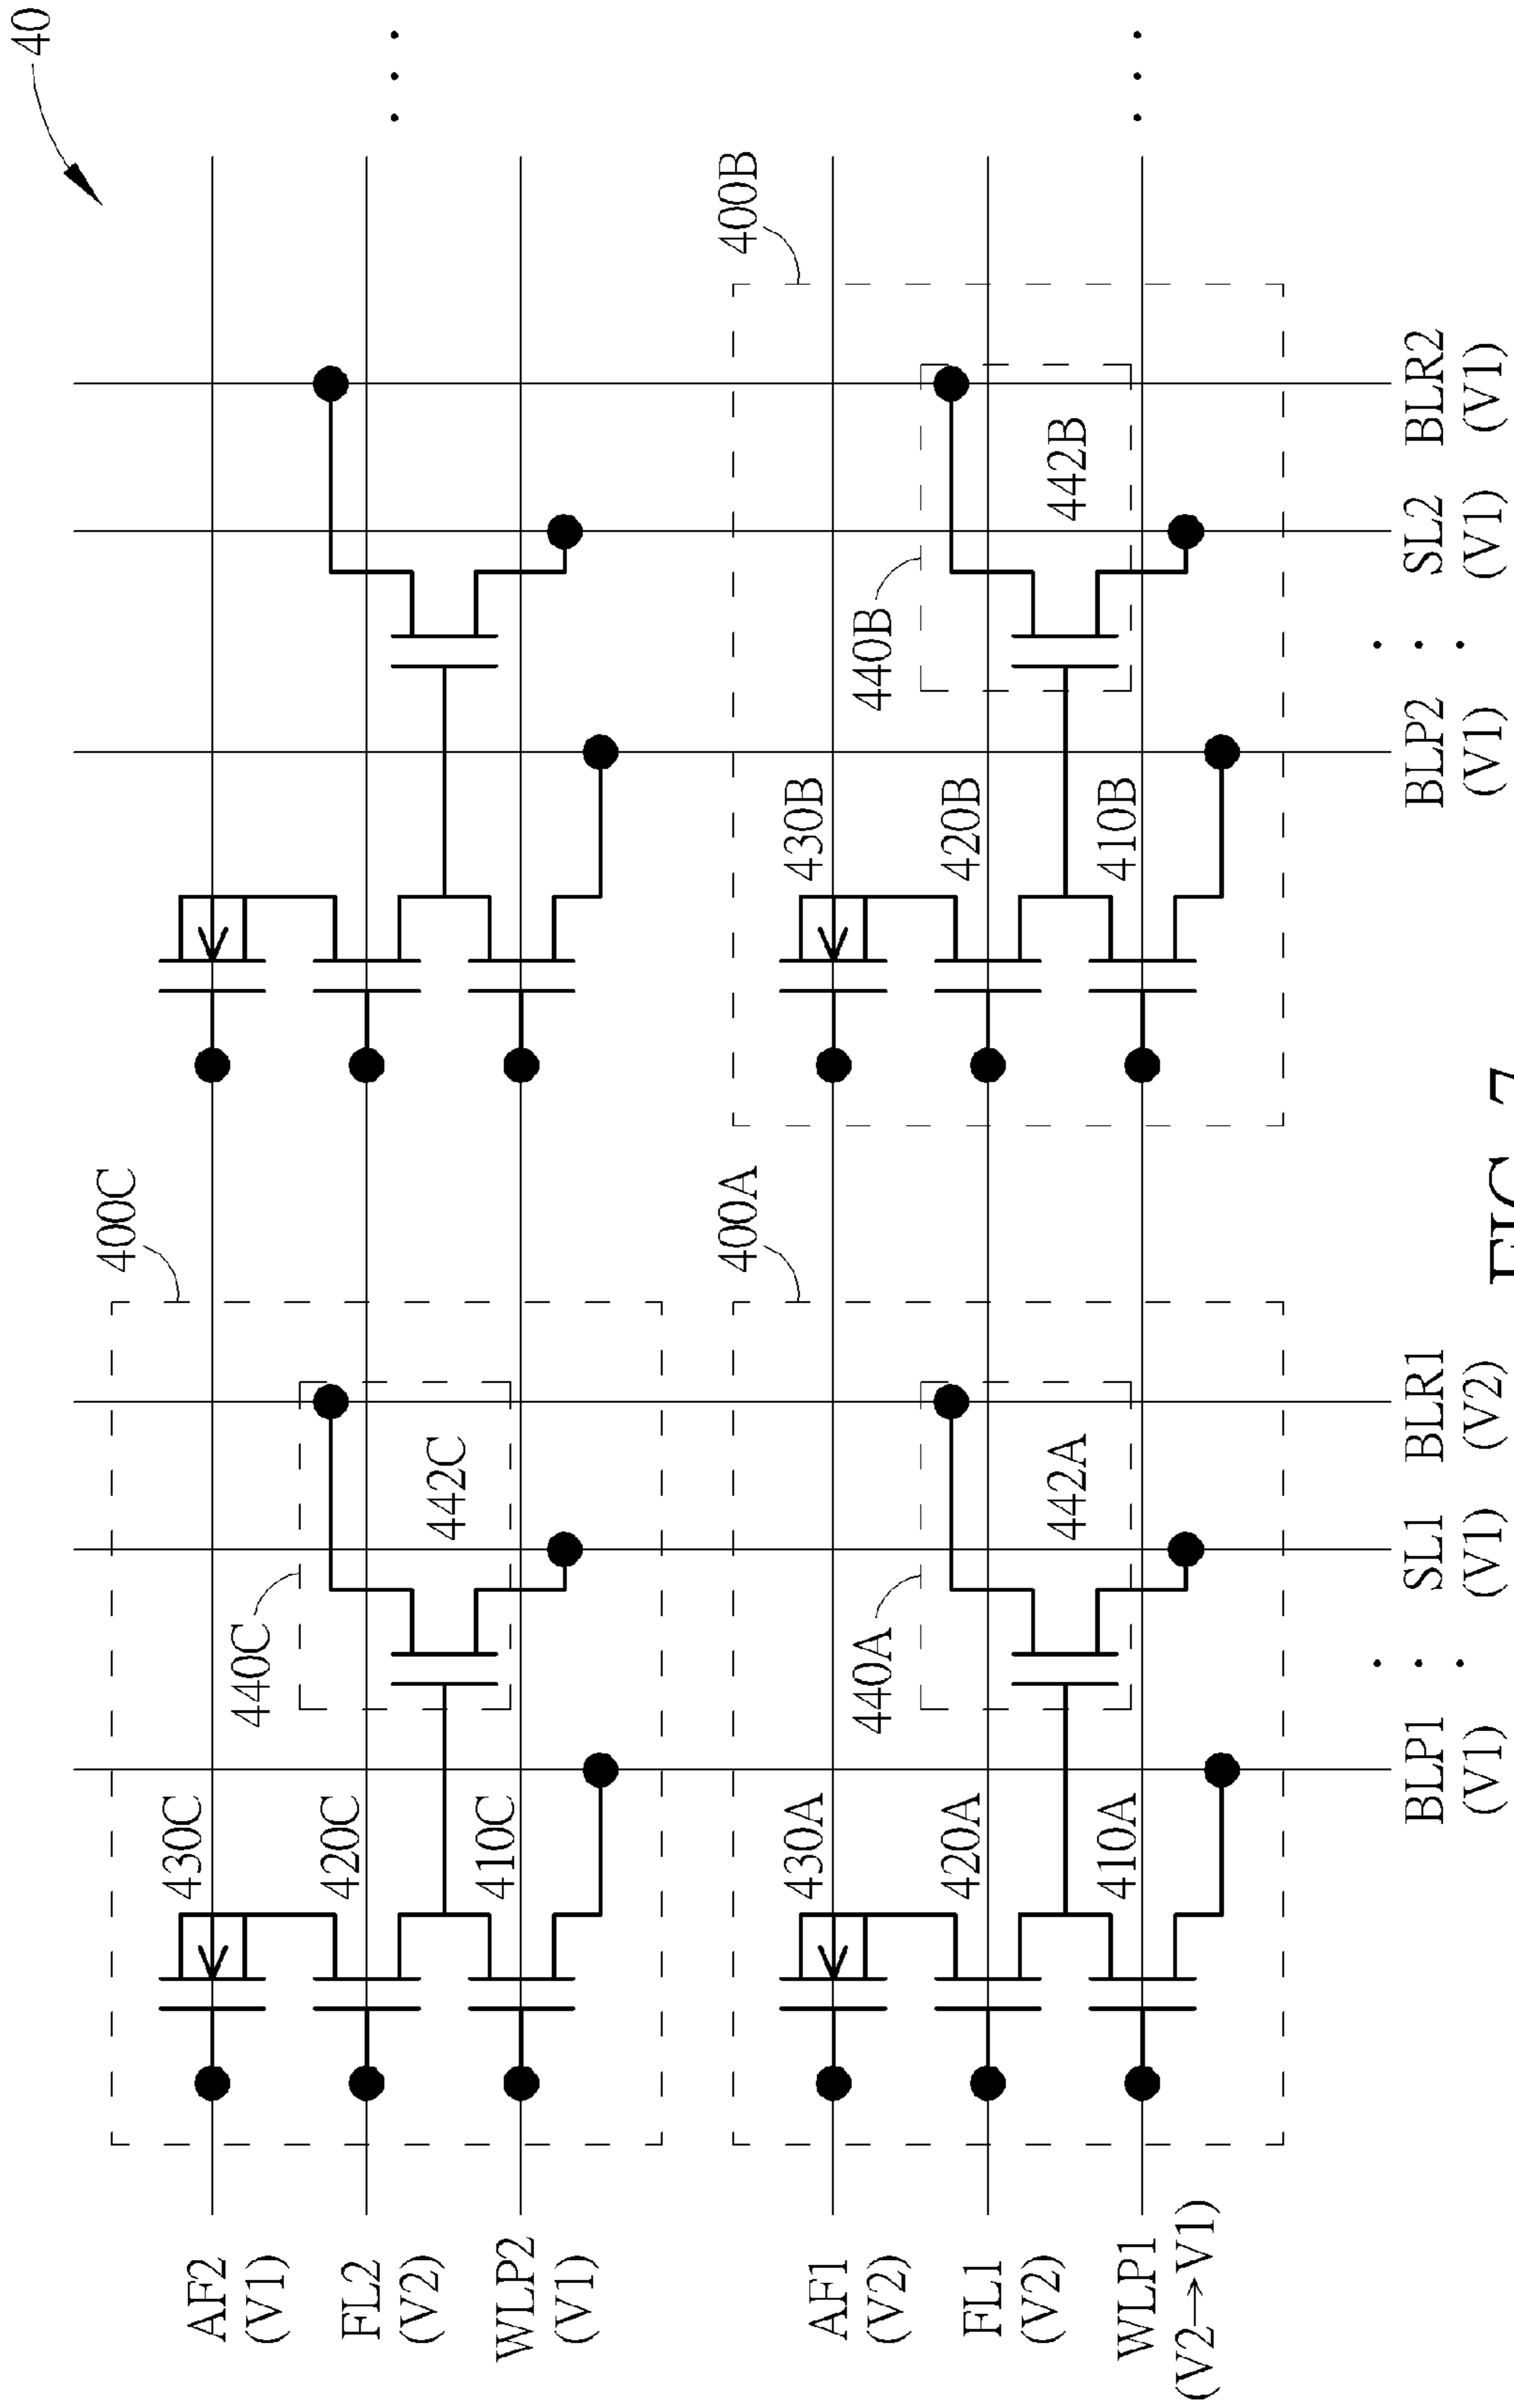 40
400C
AF2
(V1)
430C
FL2
(V2)
420C
440C
442C
WLP2
(V1)
410C
400A
400B
AF1
(V2)
430A
430B
FL1
(V2)
420A
440A
442A
420B
440B
442B
WLP1
(V2→V1)
410A
410B
BLP1
(V1)
SL1
(V1)
BLR1
(V2)
BLP2
(V1)
SL2
(V1)
BLR2
(V1)
FIG. 7